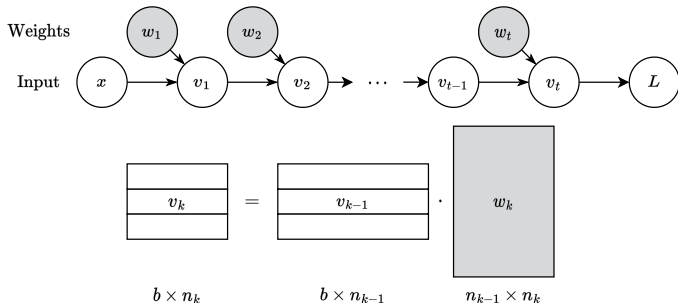 Weights w₁ w₂ wₜ
Input x v₁ v₂ ⋯ vₜ₋₁ vₜ L
vₖ = vₖ₋₁ · wₖ
b × nₖ b × nₖ₋₁ nₖ₋₁ × nₖ